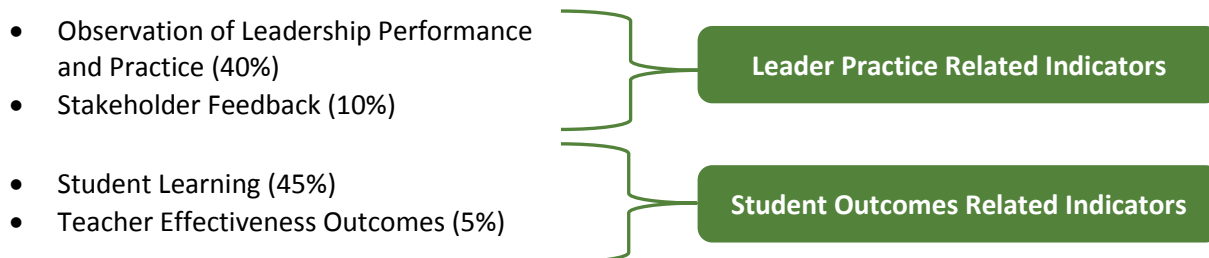 • Observation of Leadership Performance
and Practice (40%)
• Stakeholder Feedback (10%)
Leader Practice Related Indicators
• Student Learning (45%)
• Teacher Effectiveness Outcomes (5%)
Student Outcomes Related Indicators